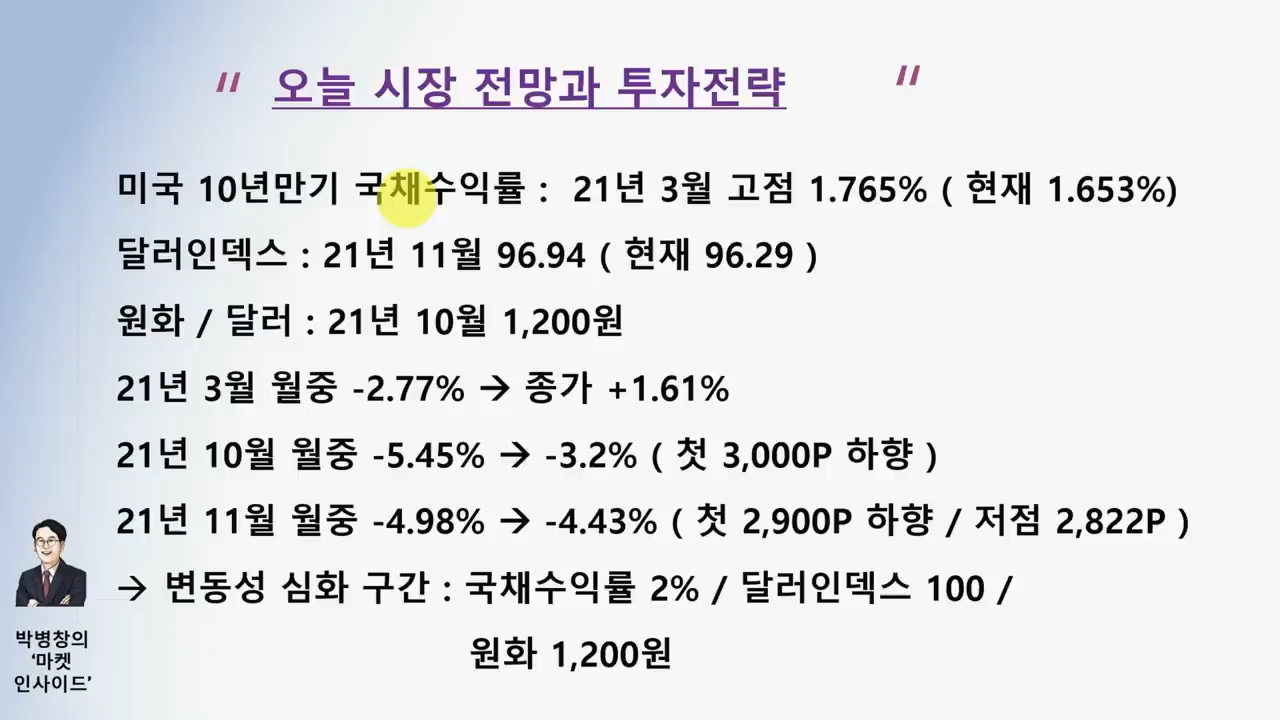 " 오늘 시장 전망과 투자전략 "
미국 10년만기 국채수익률 : 21년 3월 고점 1.765% ( 현재 1.653%)
달러인덱스 : 21년 11월 96.94 ( 현재 96.29 )
원화 / 달러 : 21년 10월 1,200원
21년 3월 월중 -2.77% → 종가 +1.61%
21년 10월 월중 -5.45% → -3.2% ( 첫 3,000P 하향 )
21년 11월 월중 -4.98% → -4.43% ( 첫 2,900P 하향 / 저점 2,822P )
→ 변동성 심화 구간 : 국채수익률 2% / 달러인덱스 100 /
원화 1,200원
박병창의
‘마켓
인사이드’